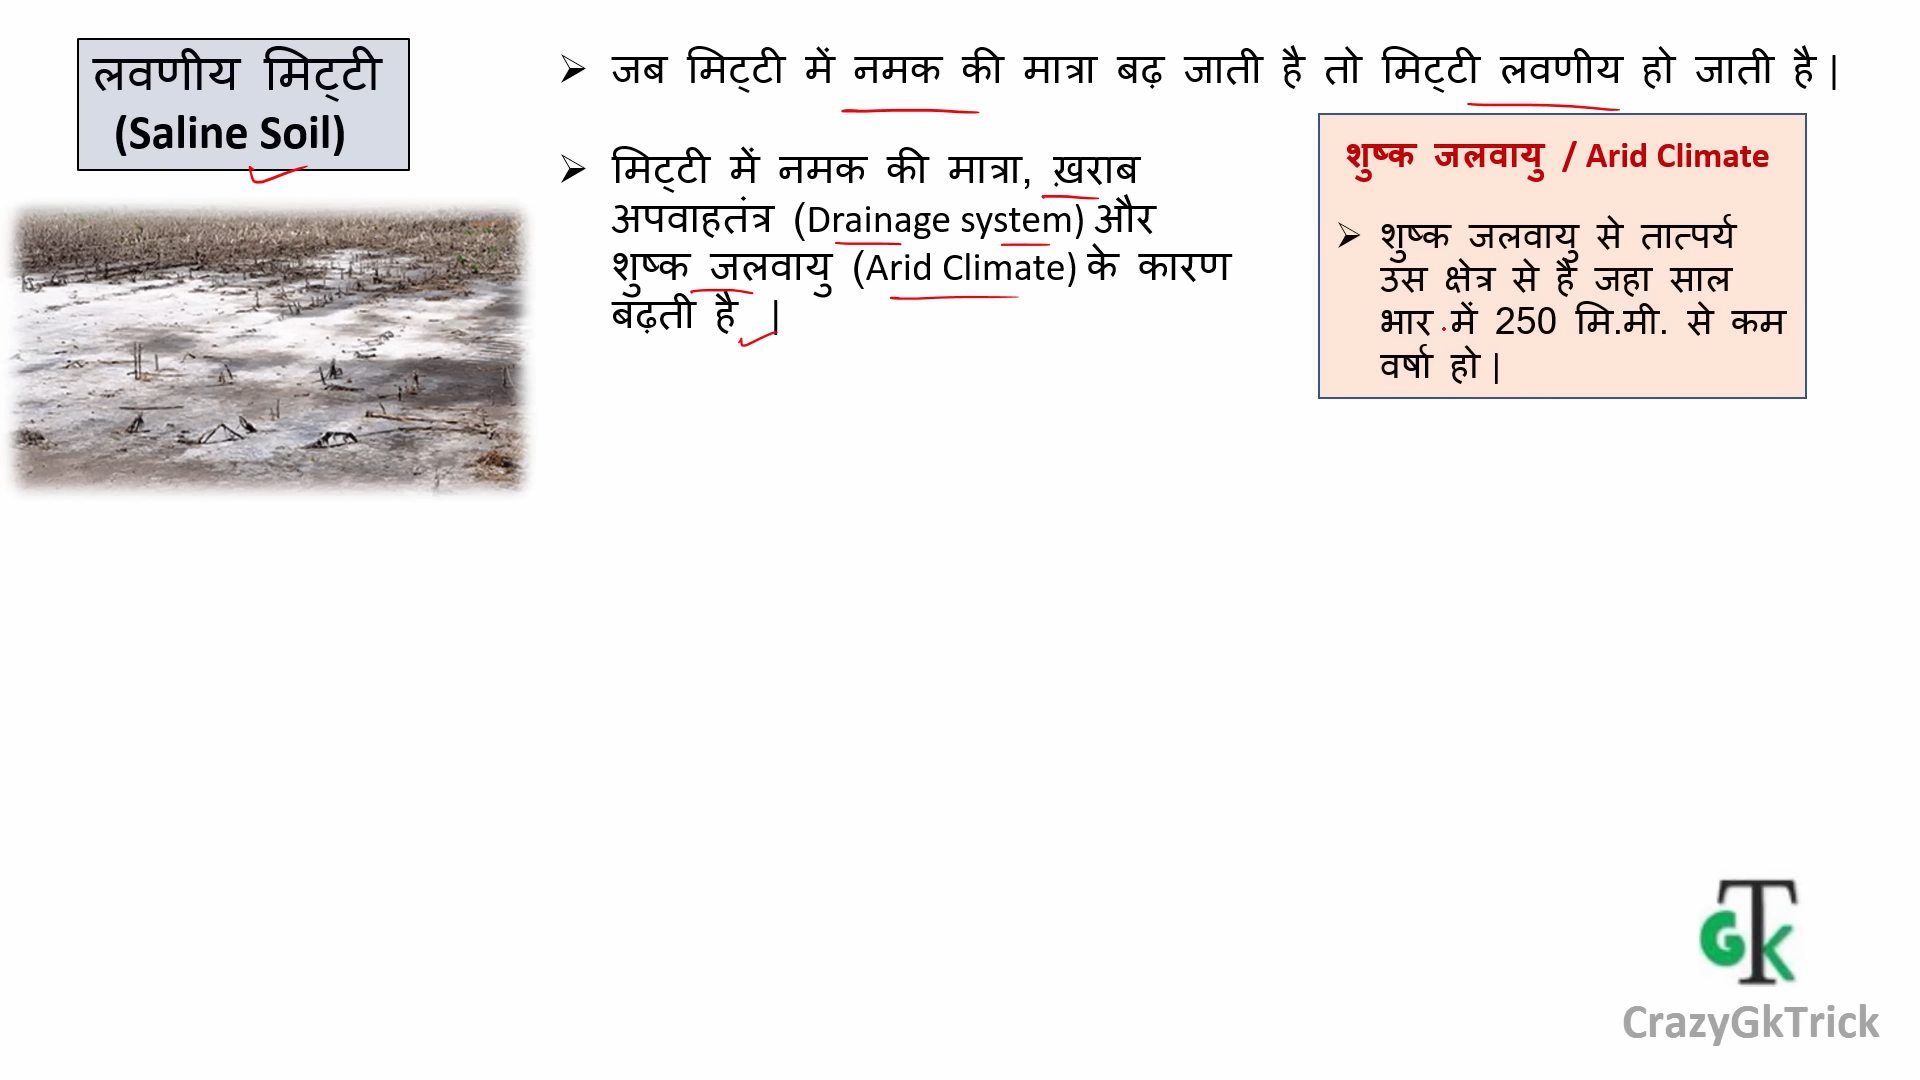 लवणीय मिट्टी
(Saline Soil)
➢ जब मिट्टी में नमक की मात्रा बढ़ जाती है तो मिट्टी लवणीय हो जाती है |
➢ मिट्टी में नमक की मात्रा, ख़राब
अपवाहतंत्र (Drainage system) और
शुष्क जलवायु (Arid Climate) के कारण
बढ़ती है |
शुष्क जलवायु / Arid Climate
➢ शुष्क जलवायु से तात्पर्य
उस क्षेत्र से है जहा साल
भार में 250 मि.मी. से कम
वर्षा हो |
GTK
CrazyGkTrick